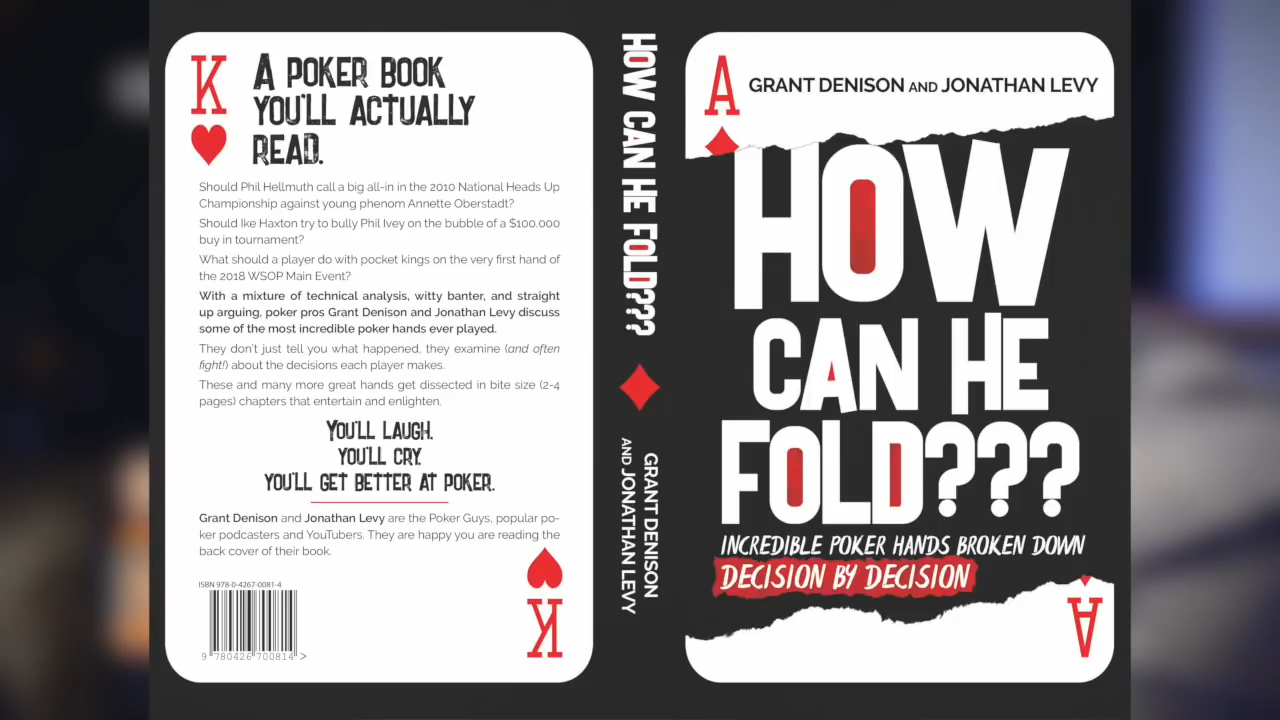 K
A POKER BOOK
YOU'LL ACTUALLY
READ.
Should Phil Hellmuth call a big all-in in the 2010 National Heads Up
Championship against young phenom Annette Oberstadt?
Should Ike Haxton try to bully Phil Ivey on the bubble of a $100.000
buy in tournament?
What should a player do with pocket kings on the very first hand of
the 2018 WSOP Main Event?
With a mixture of technical analysis, witty banter, and straight
up arguing, poker pros Grant Denison and Jonathan Levy discuss
some of the most incredible poker hands ever played.
They don't just tell you what happened, they examine (and often
fight!) about the decisions each player makes.
These and many more great hands get dissected in bite size (2-4
pages) chapters that entertain and enlighten.
YOU'LL LAUGH.
YOU'LL CRY.
YOU'LL GET BETTER AT POKER.
Grant Denison and Jonathan Levy are the Poker Guys, popular po-
ker podcasters and YouTubers. They are happy you are reading the
back cover of their book.
ISBN 978-0-4267-0081-4
9 780426 700814 >
K
HOW CAN HE FOLD???
GRANT DENISON
AND JONATHAN LEVY
A
GRANT DENISON AND JONATHAN LEVY
HOW
CAN HE
FOLD???
INCREDIBLE POKER HANDS BROKEN DOWN
DECISION BY DECISION
A